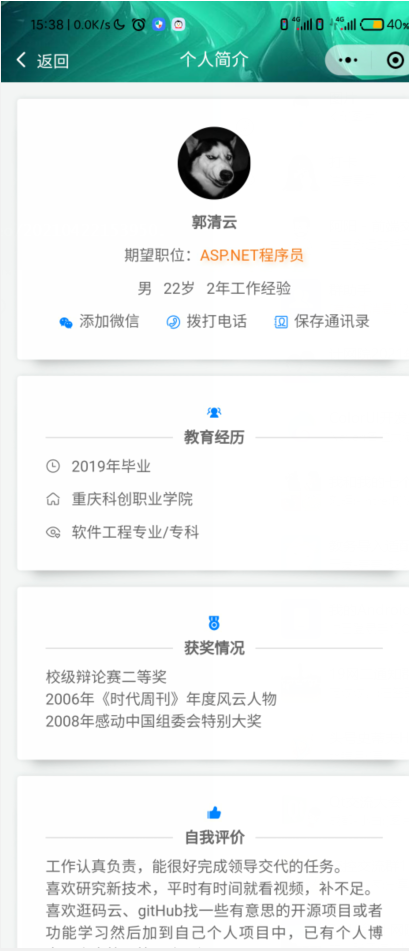 15:38 | 0.0K/s 4G 4G 40%
返回 个人简介
郭清云
期望职位：ASP.NET程序员
男 22岁 2年工作经验
添加微信 拨打电话 保存通讯录
教育经历
2019年毕业
重庆科创职业学院
软件工程专业/专科
获奖情况
校级辩论赛二等奖
2006年《时代周刊》年度风云人物
2008年感动中国组委会特别大奖
自我评价
工作认真负责，能很好完成领导交代的任务。
喜欢研究新技术，平时有时间就看视频，补不足。
喜欢逛码云、gitHub找一些有意思的开源项目或者
功能学习然后加到自己个人项目中，已有个人博